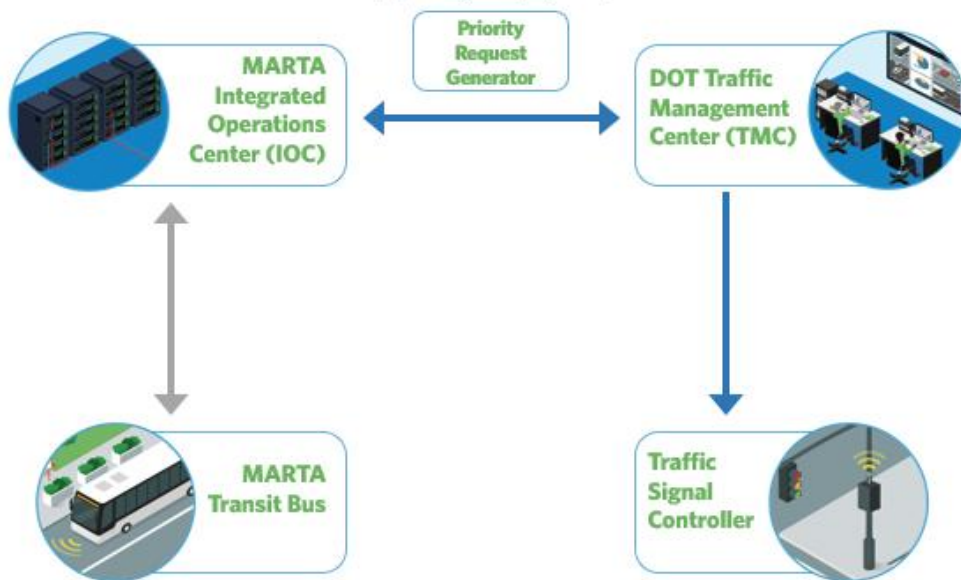 Priority
Request
Generator
MARTA
Integrated
Operations
Center (IOC)
DOT Traffic
Management
Center (TMC)
MARTA
Transit Bus
Traffic
Signal
Controller